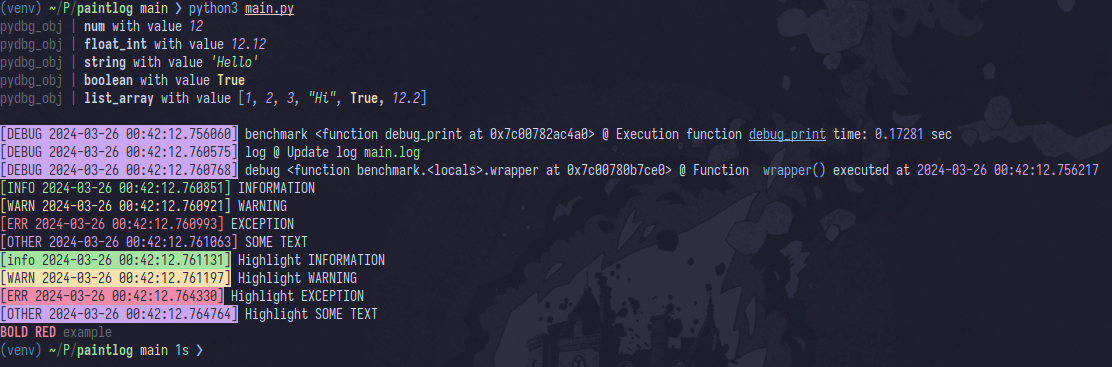 (venv) ~/P/paintlog main ❯ python3 main.py
pydbg_obj | num with value 12
pydbg_obj | float_int with value 12.12
pydbg_obj | string with value 'Hello'
pydbg_obj | boolean with value True
pydbg_obj | list_array with value [1, 2, 3, "Hi", True, 12.2]
[DEBUG 2024-03-26 00:42:12.756060] benchmark <function debug_print at 0x7c00782ac4a0> @ Execution function debug_print time: 0.17281 sec
[DEBUG 2024-03-26 00:42:12.760575] log @ Update log main.log
[DEBUG 2024-03-26 00:42:12.760768] debug <function benchmark.<locals>.wrapper at 0x7c00780b7ce0> @ Function  wrapper() executed at 2024-03-26 00:42:12.756217
[INFO 2024-03-26 00:42:12.760851] INFORMATION
[WARN 2024-03-26 00:42:12.760921] WARNING
[ERR 2024-03-26 00:42:12.760993] EXCEPTION
[OTHER 2024-03-26 00:42:12.761063] SOME TEXT
[info 2024-03-26 00:42:12.761131] Highlight INFORMATION
[WARN 2024-03-26 00:42:12.761197] Highlight WARNING
[ERR 2024-03-26 00:42:12.764330] Highlight EXCEPTION
[OTHER 2024-03-26 00:42:12.764764] Highlight SOME TEXT
BOLD RED example
(venv) ~/P/paintlog main 1s ❯